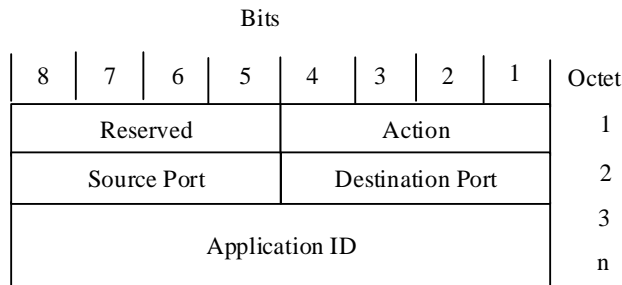 Bits
8 7 6 5 4 3 2 1 Octet
Reserved Action 1
Source Port Destination Port 2
3
Application ID
n